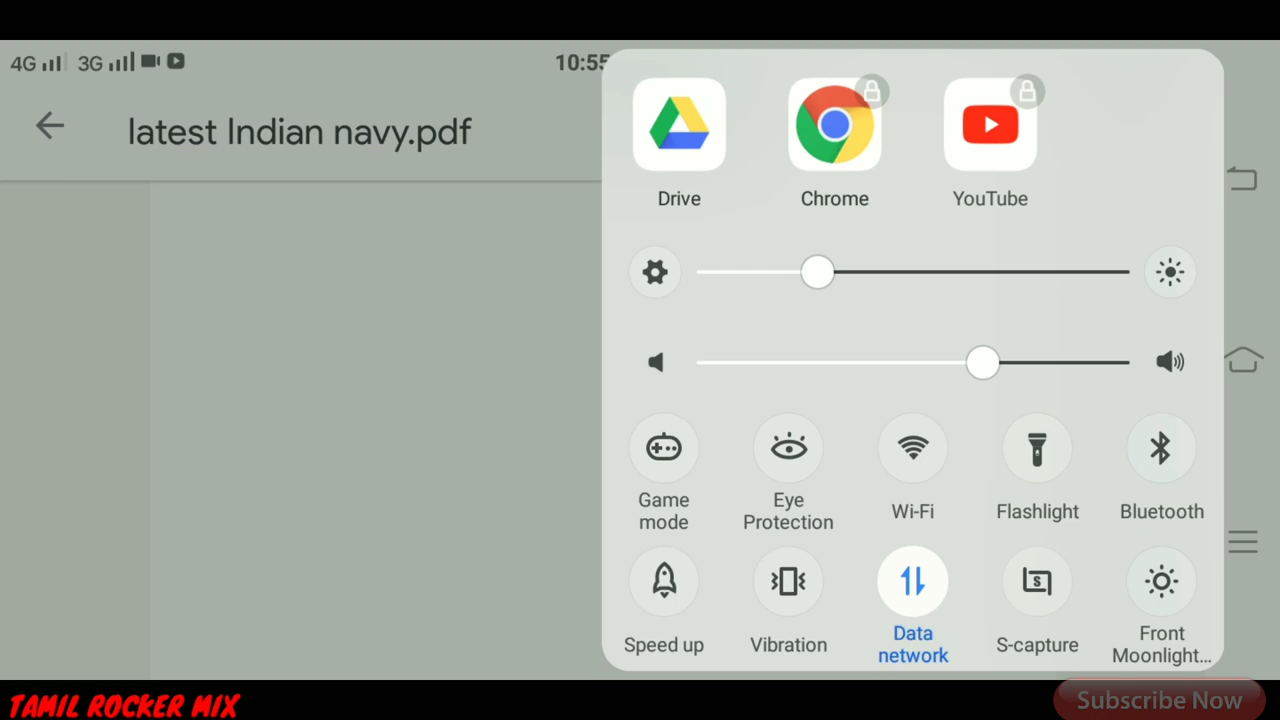 4G 3G 10:55
latest Indian navy.pdf
Drive Chrome YouTube
Game mode
Eye Protection
Wi-Fi
Flashlight
Bluetooth
Speed up
Vibration
Data network
S-capture
Front Moonlight...
TAMIL ROCKER MIX
Subscribe Now